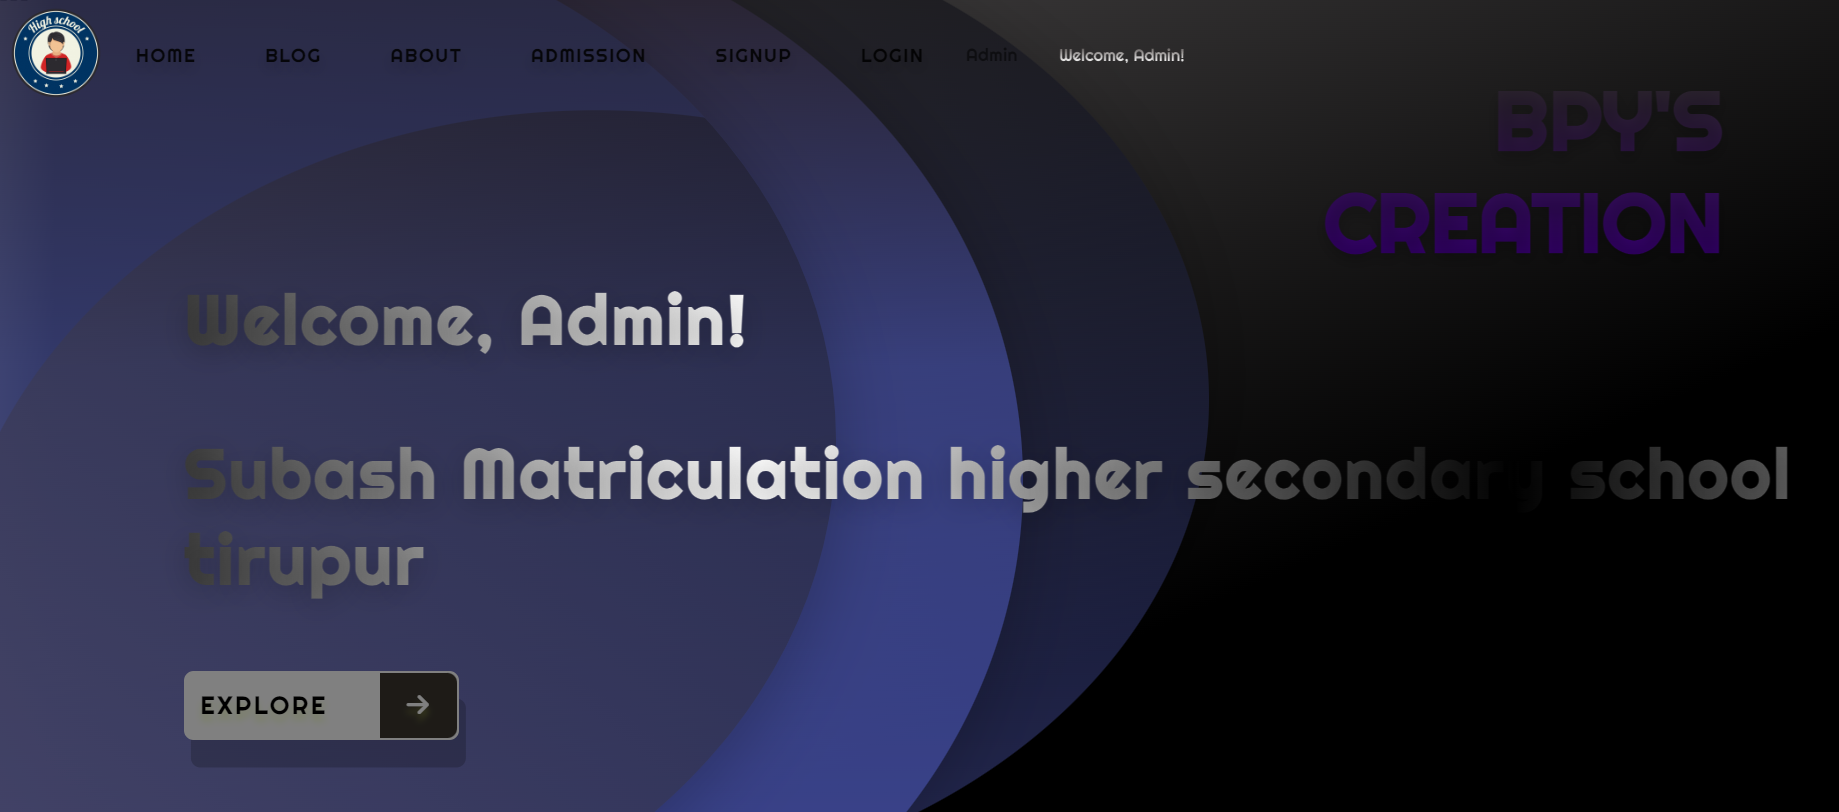 High school
HOME BLOG ABOUT ADMISSION SIGNUP LOGIN Admin Welcome, Admin!
BPY'S
CREATION
Welcome, Admin!
Subash Matriculation higher secondary school
tirupur
EXPLORE